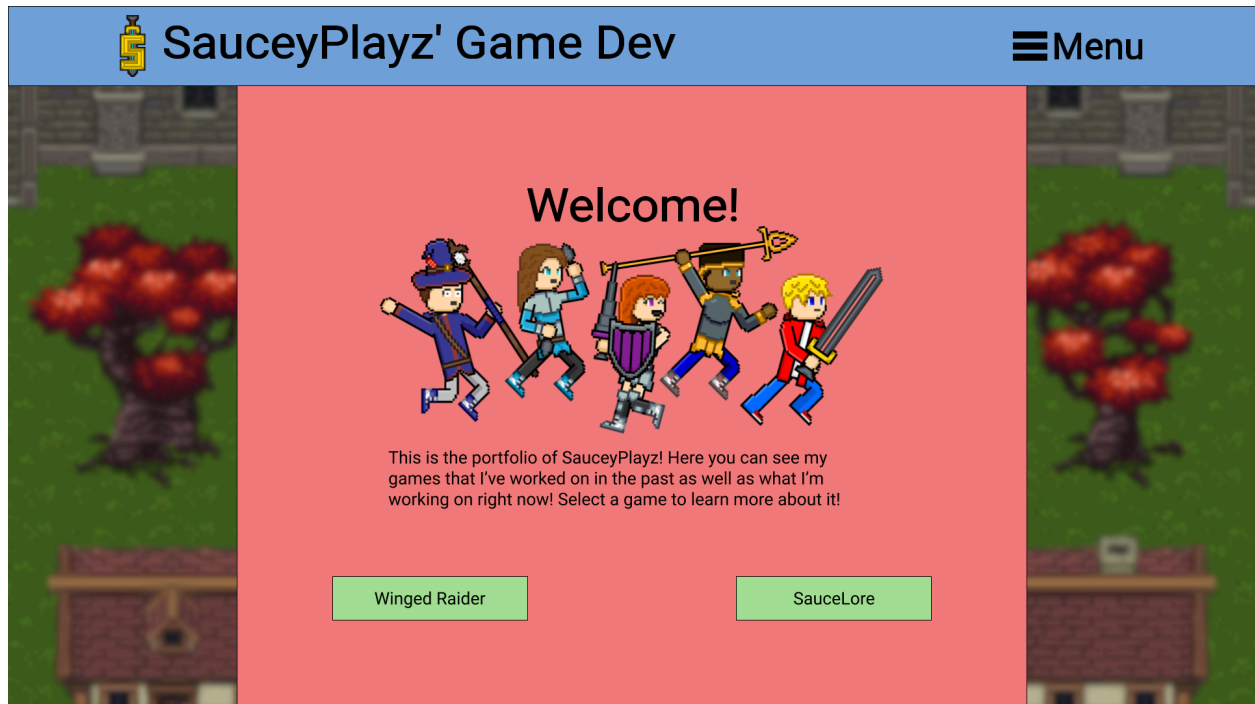 SauceyPlayz' Game Dev
Menu
Welcome!
This is the portfolio of SauceyPlayz! Here you can see my
games that I’ve worked on in the past as well as what I’m
working on right now! Select a game to learn more about it!
Winged Raider
SauceLore